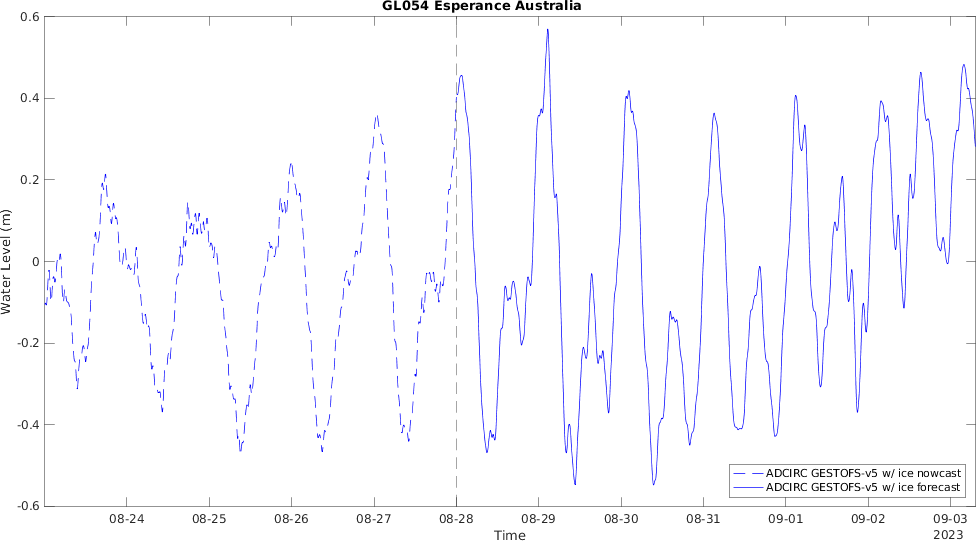 GL054 Esperance Australia
Water Level (m)
0.6
0.4
0.2
0
-0.2
-0.4
-0.6
ADCIRC GESTOFS-v5 w/ ice nowcast
ADCIRC GESTOFS-v5 w/ ice forecast
08-24 08-25 08-26 08-27 08-28 08-29 08-30 08-31 09-01 09-02 09-03
Time
2023